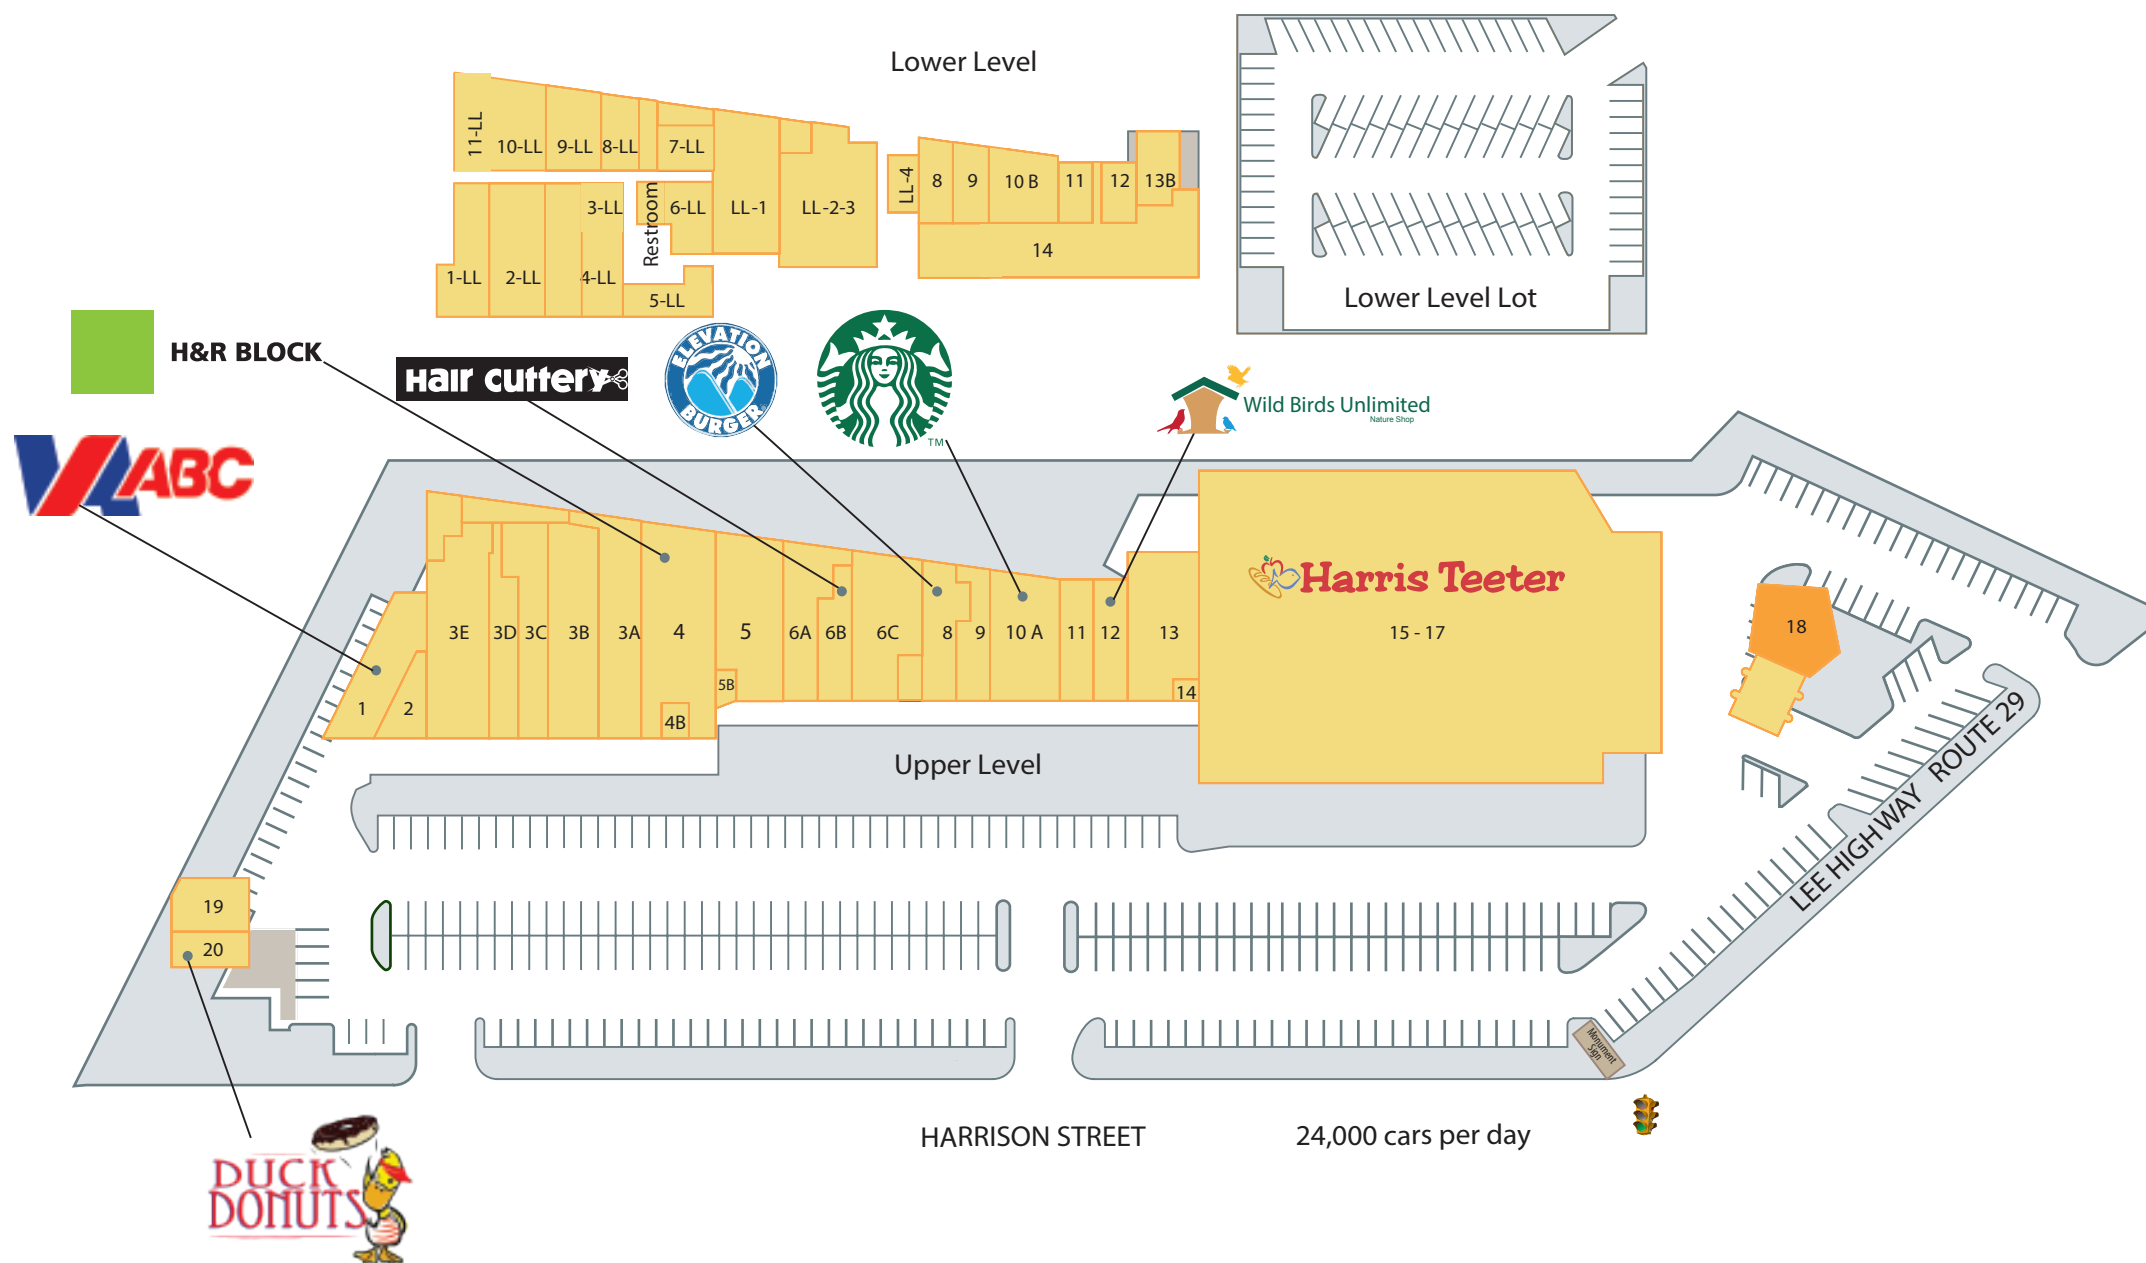 Lower Level
11-LL
10-LL
9-LL
8-LL
7-LL
3-LL
Restroom
6-LL
LL-1
LL-2-3
1-LL
2-LL
4-LL
5-LL
LL-4
8
9
10 B
11
12
13B
14
Lower Level Lot
H&R BLOCK
Hair Cuttery
ELEVATION
BURGER
TM
Wild Birds Unlimited
Nature Shop
VA ABC
Harris Teeter
3E
3D
3C
3B
3A
4
5
6A
6B
6C
8
9
10 A
11
12
13
15 - 17
18
5B
14
1
2
4B
Upper Level
LEE HIGHWAY ROUTE 29
19
20
Monument
Sign
HARRISON STREET
24,000 cars per day
DUCK
DONUTS